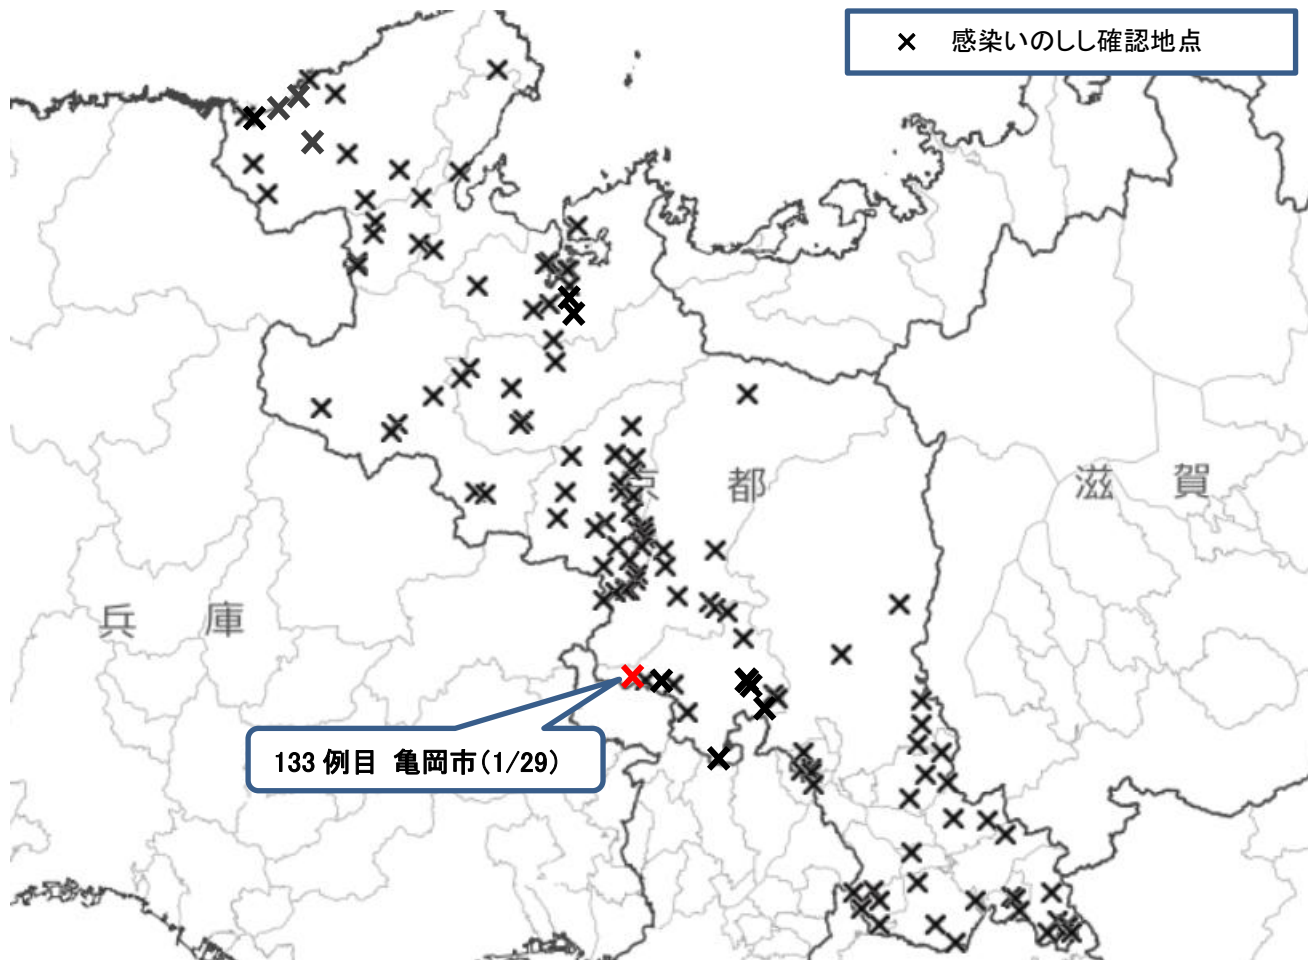 × 感染いのしし確認地点
京 都
滋 賀
兵 庫
133 例目 亀岡市（1/29）